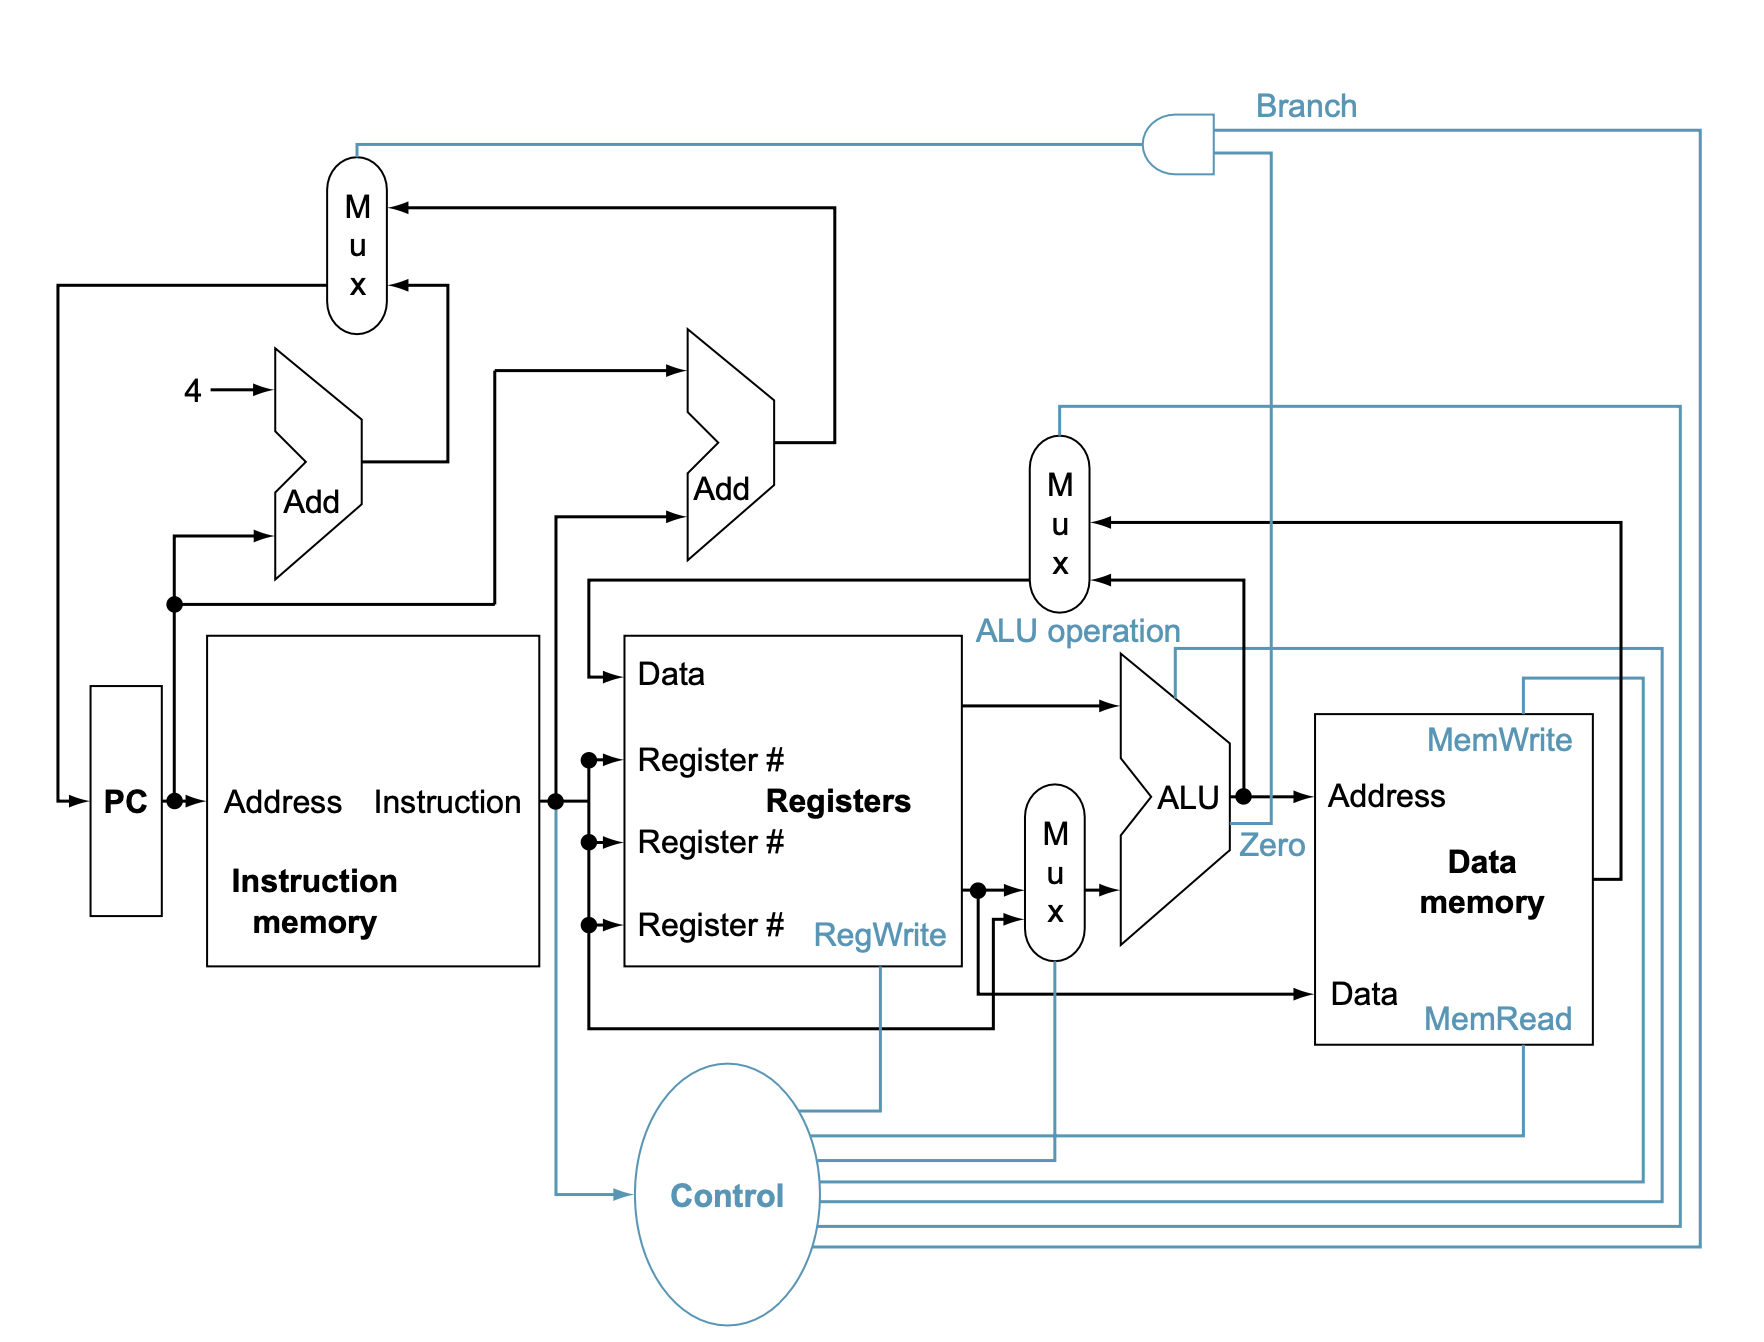 Branch
M
u
x
4
Add
Add
M
u
x
ALU operation
Data
MemWrite
Register #
PC
Address
Instruction
Registers
ALU
Address
M
u
x
Register #
Zero
Data
memory
Instruction
memory
Register #
RegWrite
Data
MemRead
Control